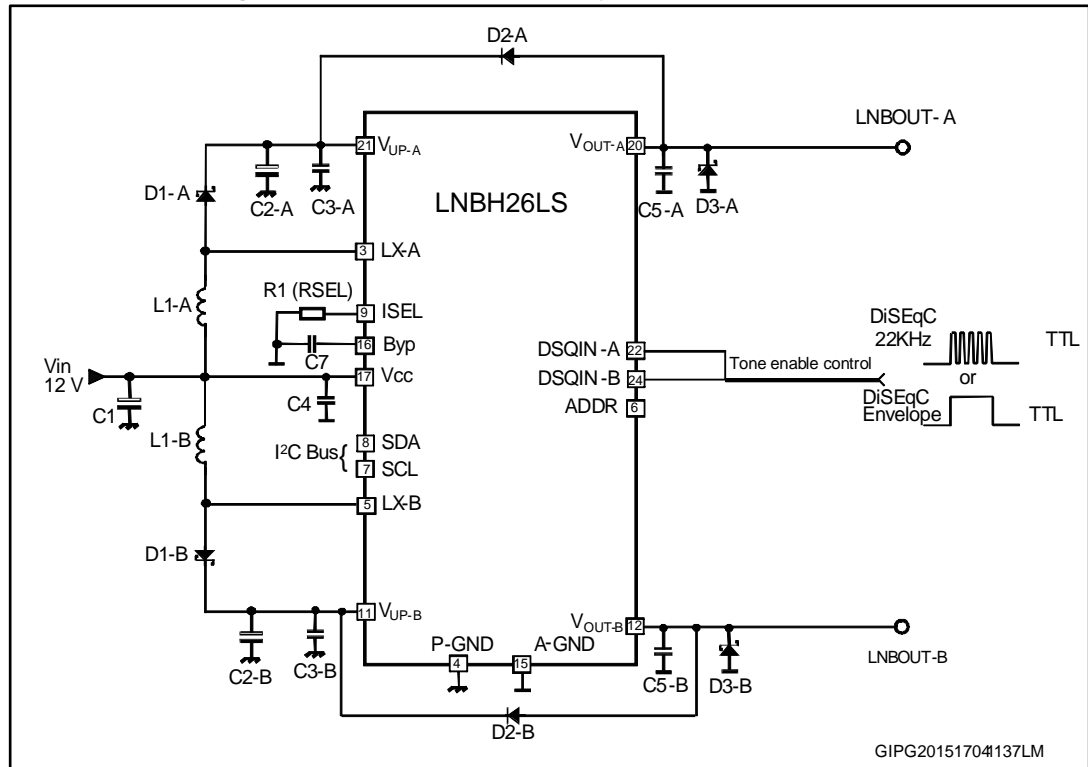 D2-A
LNBOUT-A
21 VUP-A
VOUT-A 20
D1-A
C2-A
C3-A
LNBH26LS
C5-A
D3-A
3 LX-A
L1-A
R1 (RSEL)
9 ISEL
DiSEqC
22KHz
TTL
C7
16 Byp
DSQIN-A 22
Tone enable control
or
Vin
12 V
17 Vcc
DSQIN-B 24
DiSEqC
Envelope
TTL
C1
C4
ADDR 6
L1-B
I²C Bus {
8 SDA
7 SCL
5 LX-B
D1-B
11 VUP-B
VOUT-B 12
P-GND
A-GND
4
15
C2-B
C3-B
C5-B
D3-B
LNBOUT-B
D2-B
GIPG201517041137LM